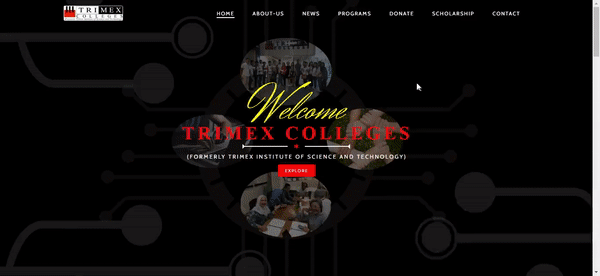 TRIMEX
COLLEGES
HOME ABOUT-US NEWS PROGRAMS DONATE SCHOLARSHIP CONTACT
Welcome
TRIMEX COLLEGES
(FORMERLY TRIMEX INSTITUTE OF SCIENCE AND TECHNOLOGY)
EXPLORE